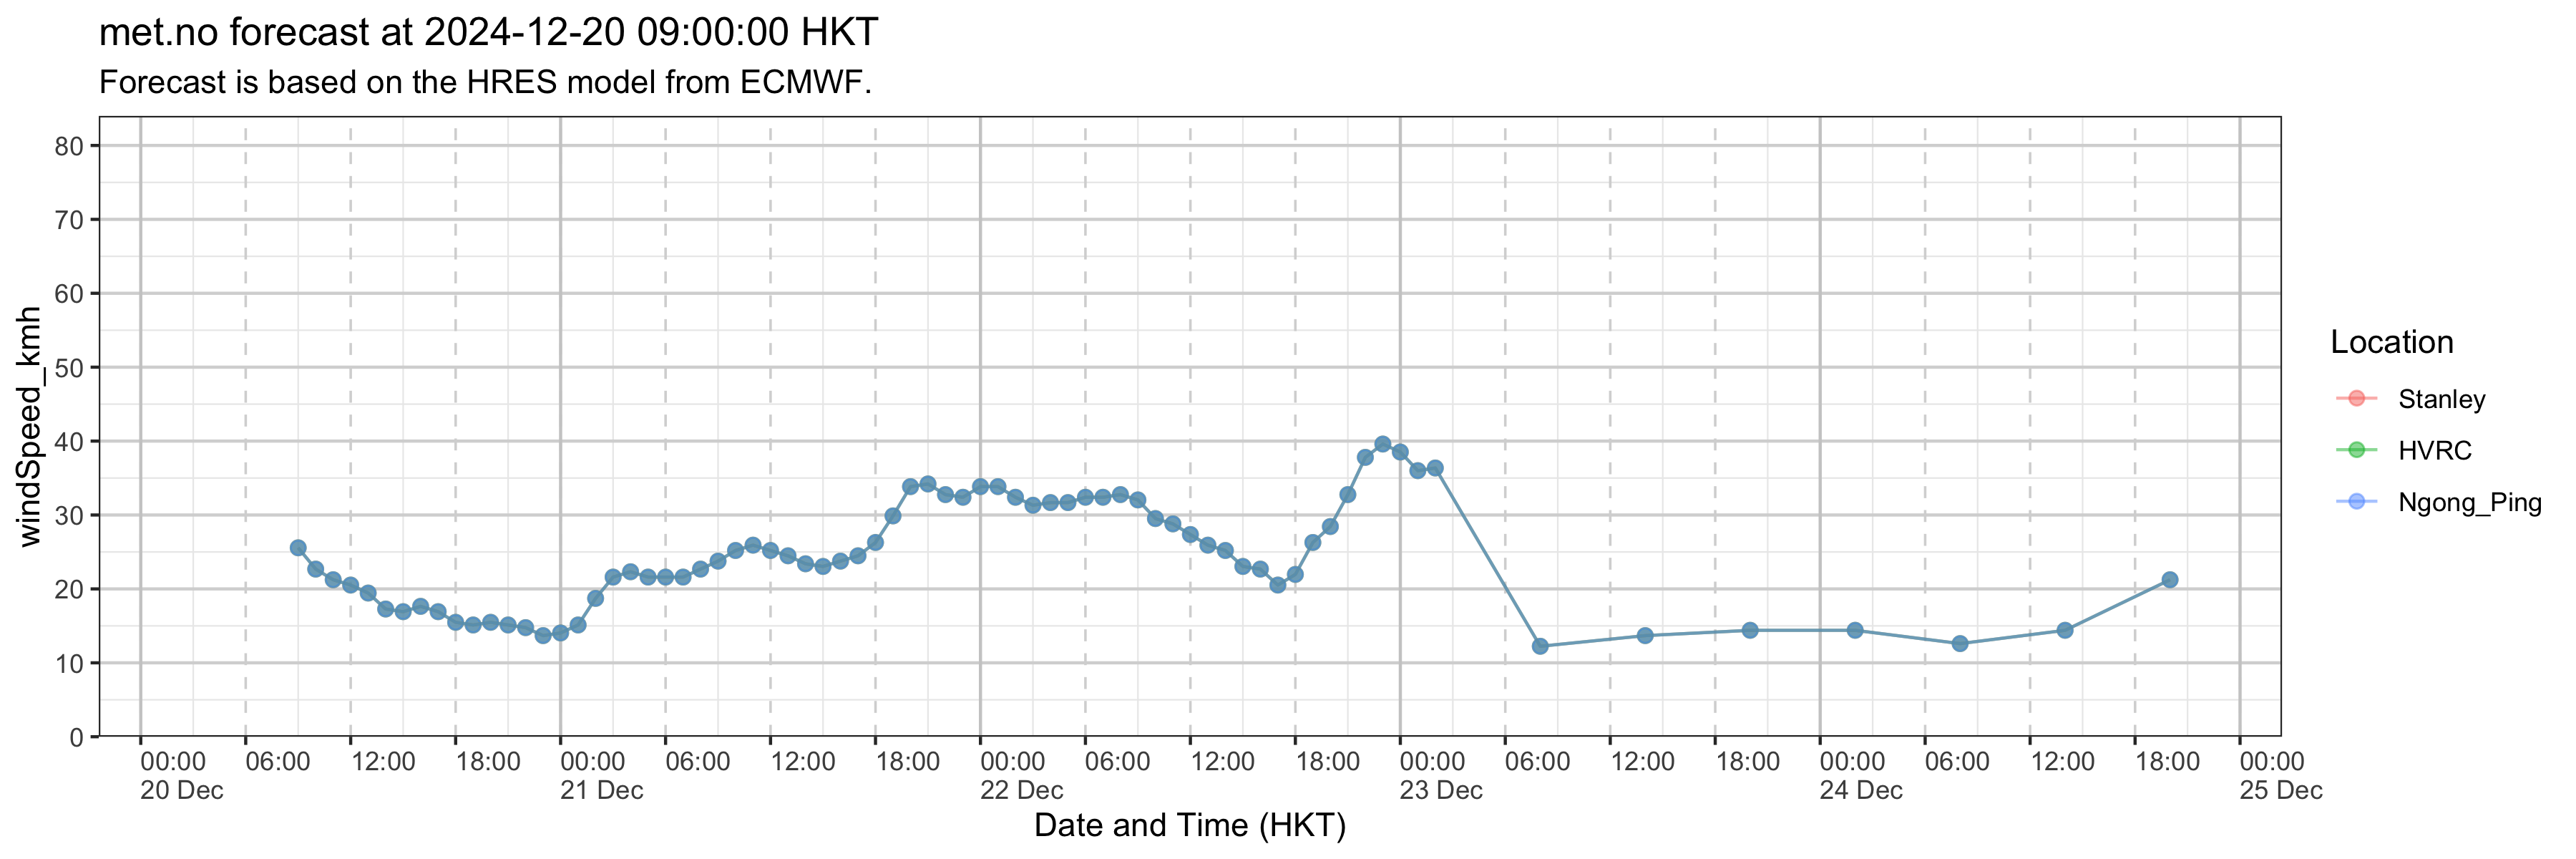 met.no forecast at 2024-12-20 09:00:00 HKT
Forecast is based on the HRES model from ECMWF.
windSpeed_kmh
80
70
60
50
40
30
20
10
0
00:00 06:00 12:00 18:00 00:00 06:00 12:00 18:00 00:00 06:00 12:00 18:00 00:00 06:00 12:00 18:00 00:00 06:00 12:00 18:00 00:00
20 Dec 21 Dec 22 Dec 23 Dec 24 Dec 25 Dec
Date and Time (HKT)
Location
Stanley
HVRC
Ngong_Ping